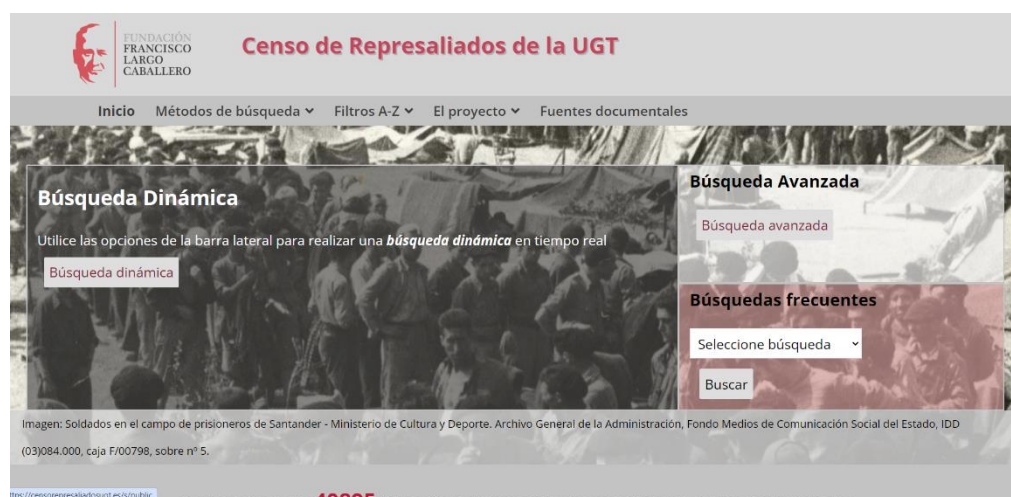 FUNDACIÓN
FRANCISCO
LARGO
CABALLERO
Censo de Represaliados de la UGT
Inicio Métodos de búsqueda Filtros A-Z El proyecto Fuentes documentales
Búsqueda Dinámica
Utilice las opciones de la barra lateral para realizar una búsqueda dinámica en tiempo real
Búsqueda dinámica
Búsqueda Avanzada
Búsqueda avanzada
Búsquedas frecuentes
Seleccione búsqueda
Buscar
Imagen: Soldados en el campo de prisioneros de Santander - Ministerio de Cultura y Deporte. Archivo General de la Administración, Fondo Medios de Comunicación Social del Estado, IDD
(03)084.000, caja F/00798, sobre nº 5.